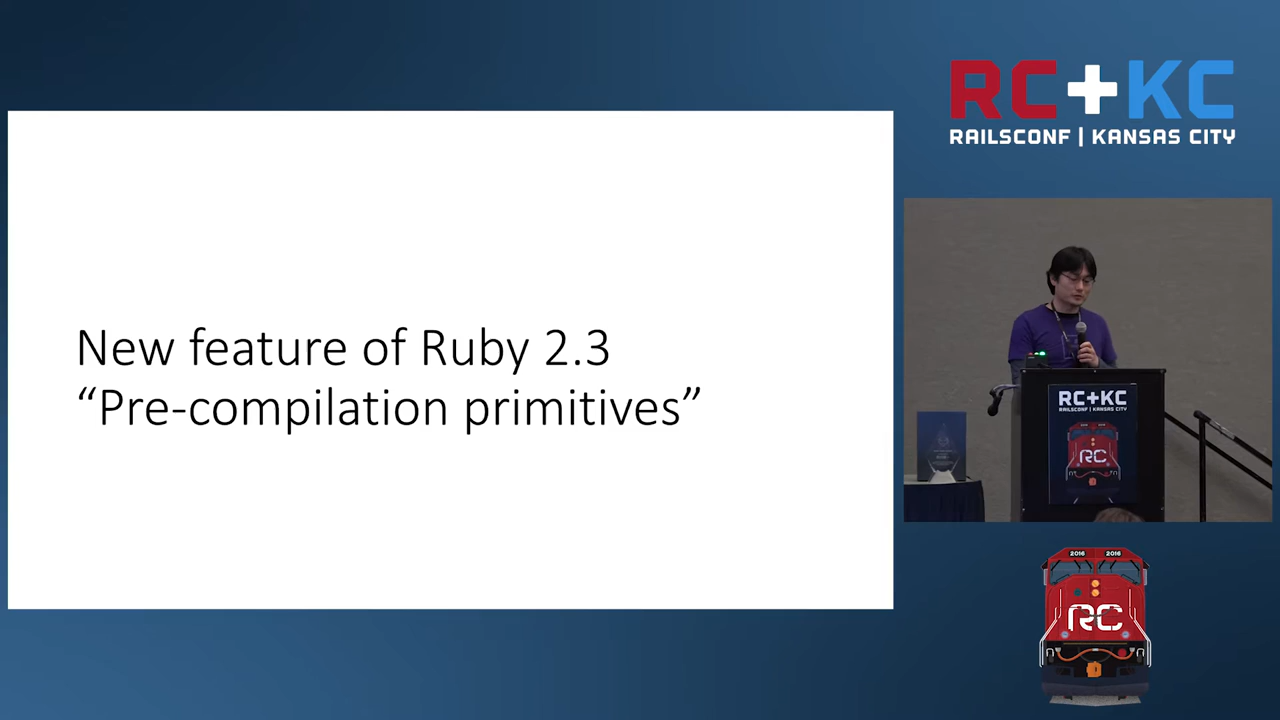 RC+KC
RAILSCONF | KANSAS CITY
New feature of Ruby 2.3
“Pre-compilation primitives”
RC+KC
RAILSCONF | KANSAS CITY
RC
2016 2016
RC